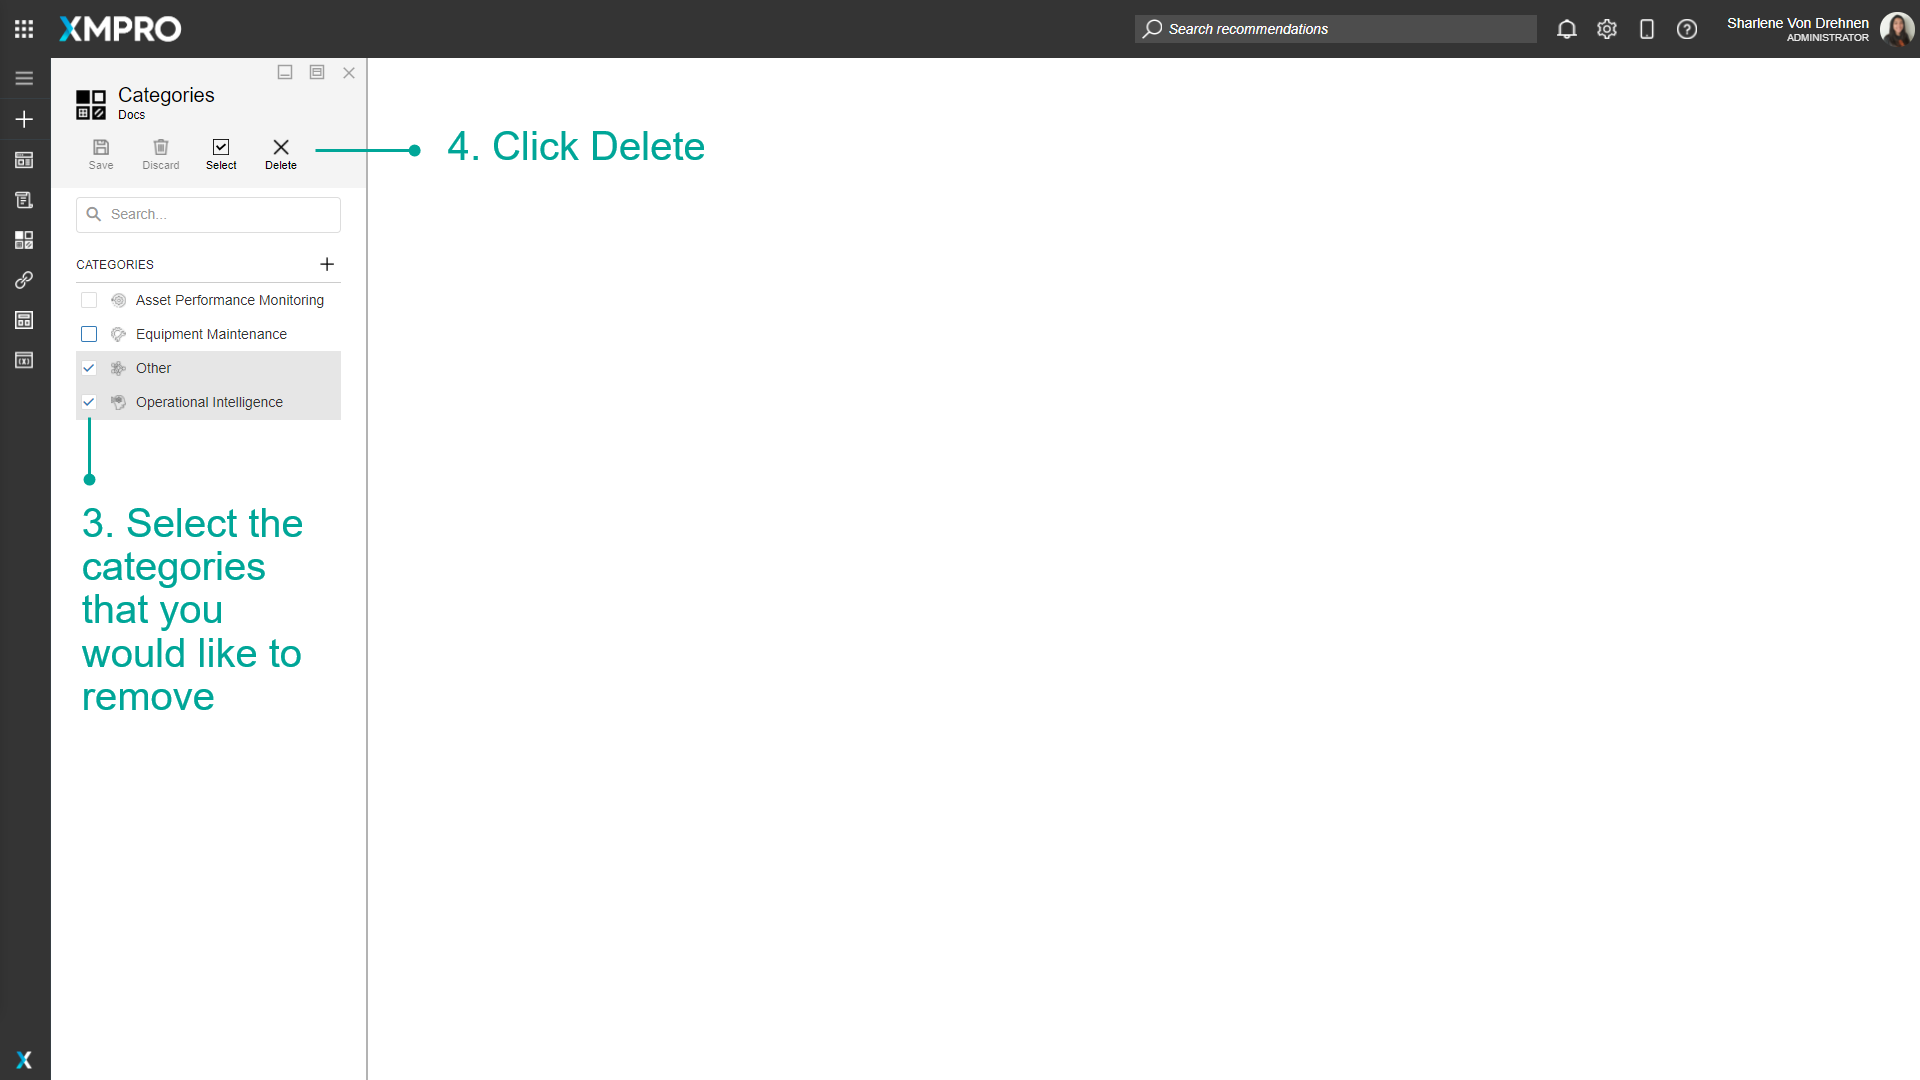 XMPRO
Search recommendations
Sharlene Von Drehnen
ADMINISTRATOR
Categories
Docs
Save Discard Select Delete
4. Click Delete
Search...
CATEGORIES
Asset Performance Monitoring
Equipment Maintenance
Other
Operational Intelligence
3. Select the
categories
that you
would like to
remove